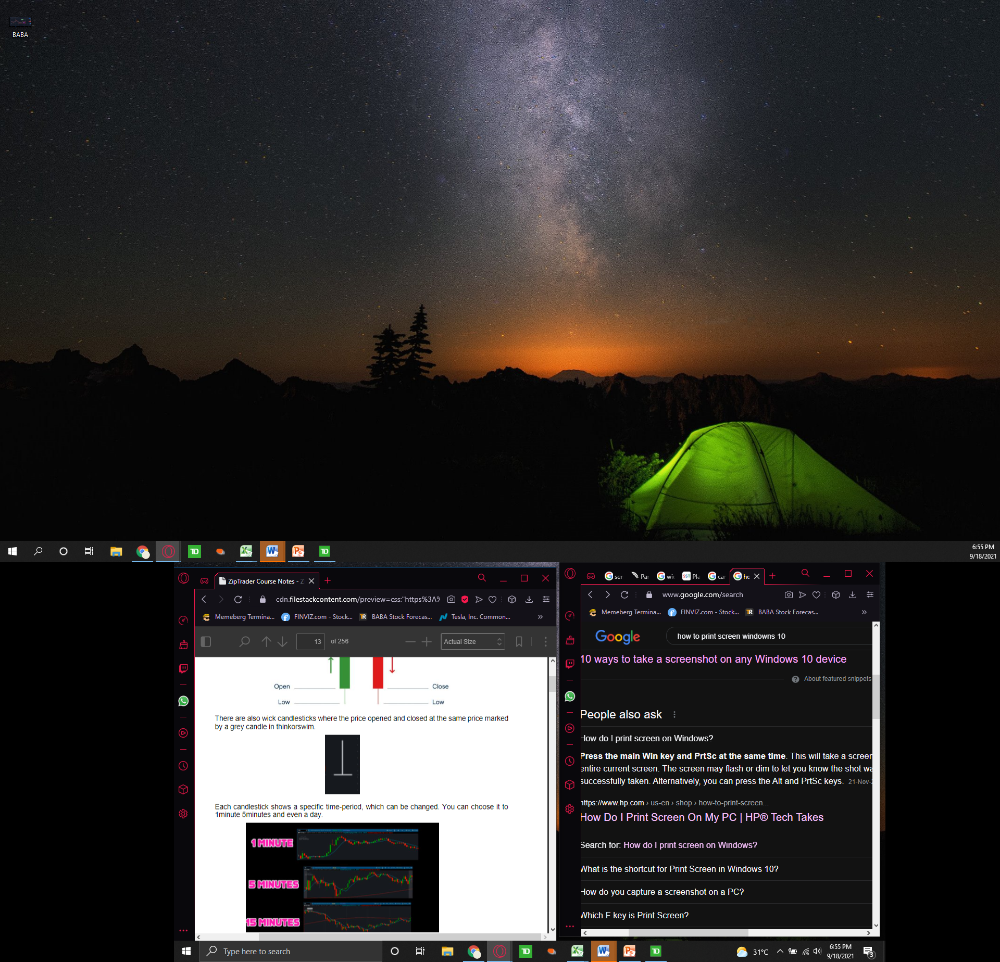 BABA
6:55 PM
9/18/2021
ZipTrader Course Notes - Z
cdn.filestackcontent.com/preview=css:"https%3A%
Memeberg Termina...
FINVIZ.com - Stock...
BABA Stock Forecas...
Tesla, Inc. Common...
13 of 256
Actual Size
Open
Close
Low
Low
There are also wick candlesticks where the price opened and closed at the same price marked
by a grey candle in thinkorswim.
Each candlestick shows a specific time-period, which can be changed. You can choose it to
1minute 5minutes and even a day.
1 MINUTE
5 MINUTES
15 MINUTES
ser
Par
wic
SST Pla
car
hc
www.google.com/search
Memeberg Termina...
FINVIZ.com - Stock...
BABA Stock Forecas...
Google
how to print screen windowns 10
10 ways to take a screenshot on any Windows 10 device
About featured snippets
People also ask
How do I print screen on Windows?
Press the main Win key and PrtSc at the same time. This will take a screen
entire current screen. The screen may flash or dim to let you know the shot wa
successfully taken. Alternatively, you can press the Alt and PrtSc keys. 21-Nov-2
https://www.hp.com › us-en › shop › how-to-print-screen...
How Do I Print Screen On My PC | HP® Tech Takes
Search for: How do I print screen on Windows?
What is the shortcut for Print Screen in Windows 10?
How do you capture a screenshot on a PC?
Which F key is Print Screen?
Type here to search
31°C
6:55 PM
9/18/2021
3